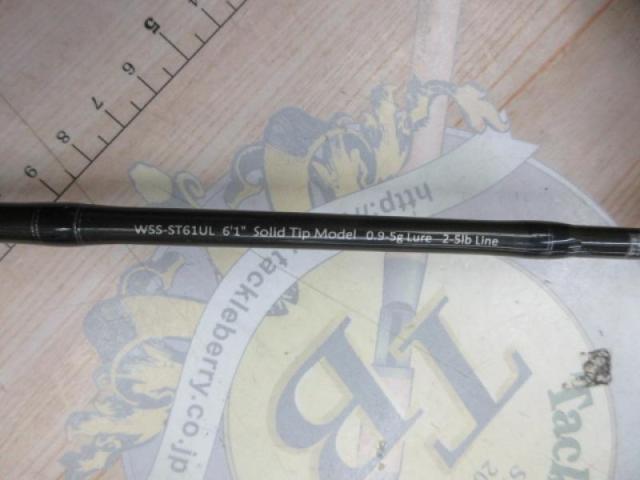 5
6
7
8
9
WSS-ST61UL 6'1" Solid Tip Model 0.9-5g Lure 2-5lb Line
http:/
tackleberry.co.jp
TB
Tack
S
20